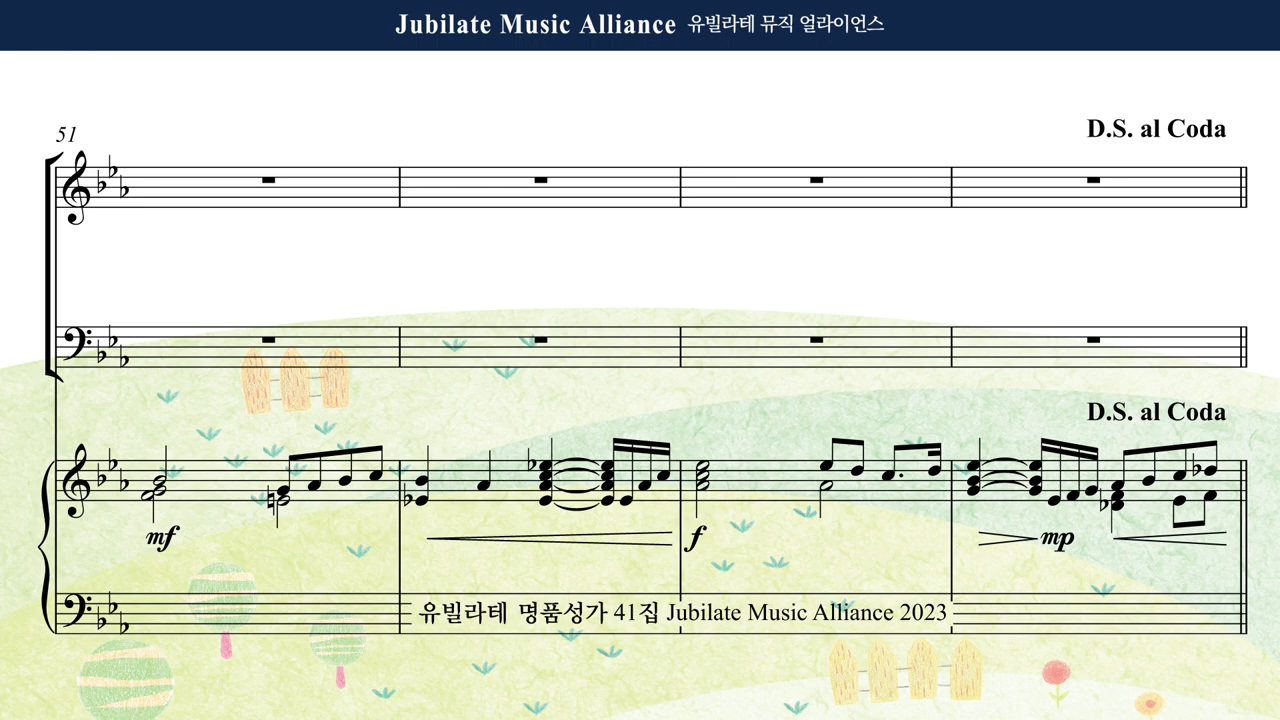 Jubilate Music Alliance 유빌라테 뮤직 얼라이언스
51
D.S. al Coda
D.S. al Coda
mf
f
mp
유빌라테 명품성가 41집 Jubilate Music Alliance 2023